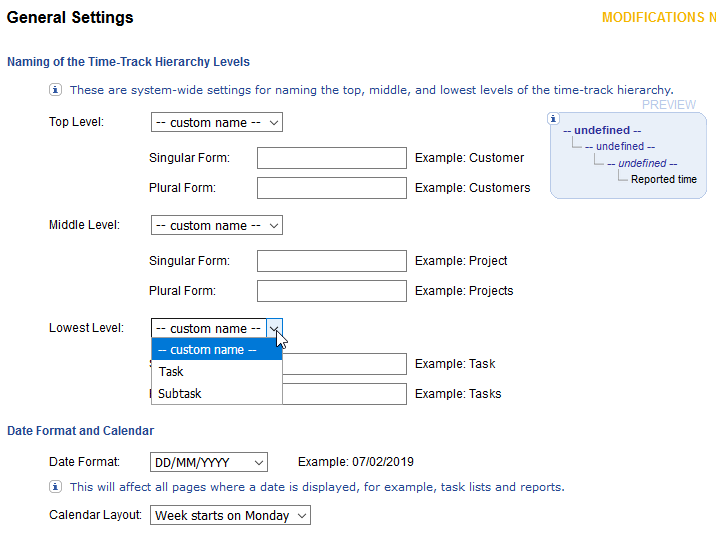 General Settings
MODIFICATIONS N
Naming of the Time-Track Hierarchy Levels
These are system-wide settings for naming the top, middle, and lowest levels of the time-track hierarchy.
PREVIEW
Top Level:
-- custom name --
-- undefined --
-- undefined --
-- undefined --
Reported time
Singular Form:
Example: Customer
Plural Form:
Example: Customers
Middle Level:
-- custom name --
Singular Form:
Example: Project
Plural Form:
Example: Projects
Lowest Level:
-- custom name --
-- custom name --
Task
Subtask
Example: Task
Example: Tasks
Date Format and Calendar
Date Format:
DD/MM/YYYY
Example: 07/02/2019
This will affect all pages where a date is displayed, for example, task lists and reports.
Calendar Layout:
Week starts on Monday